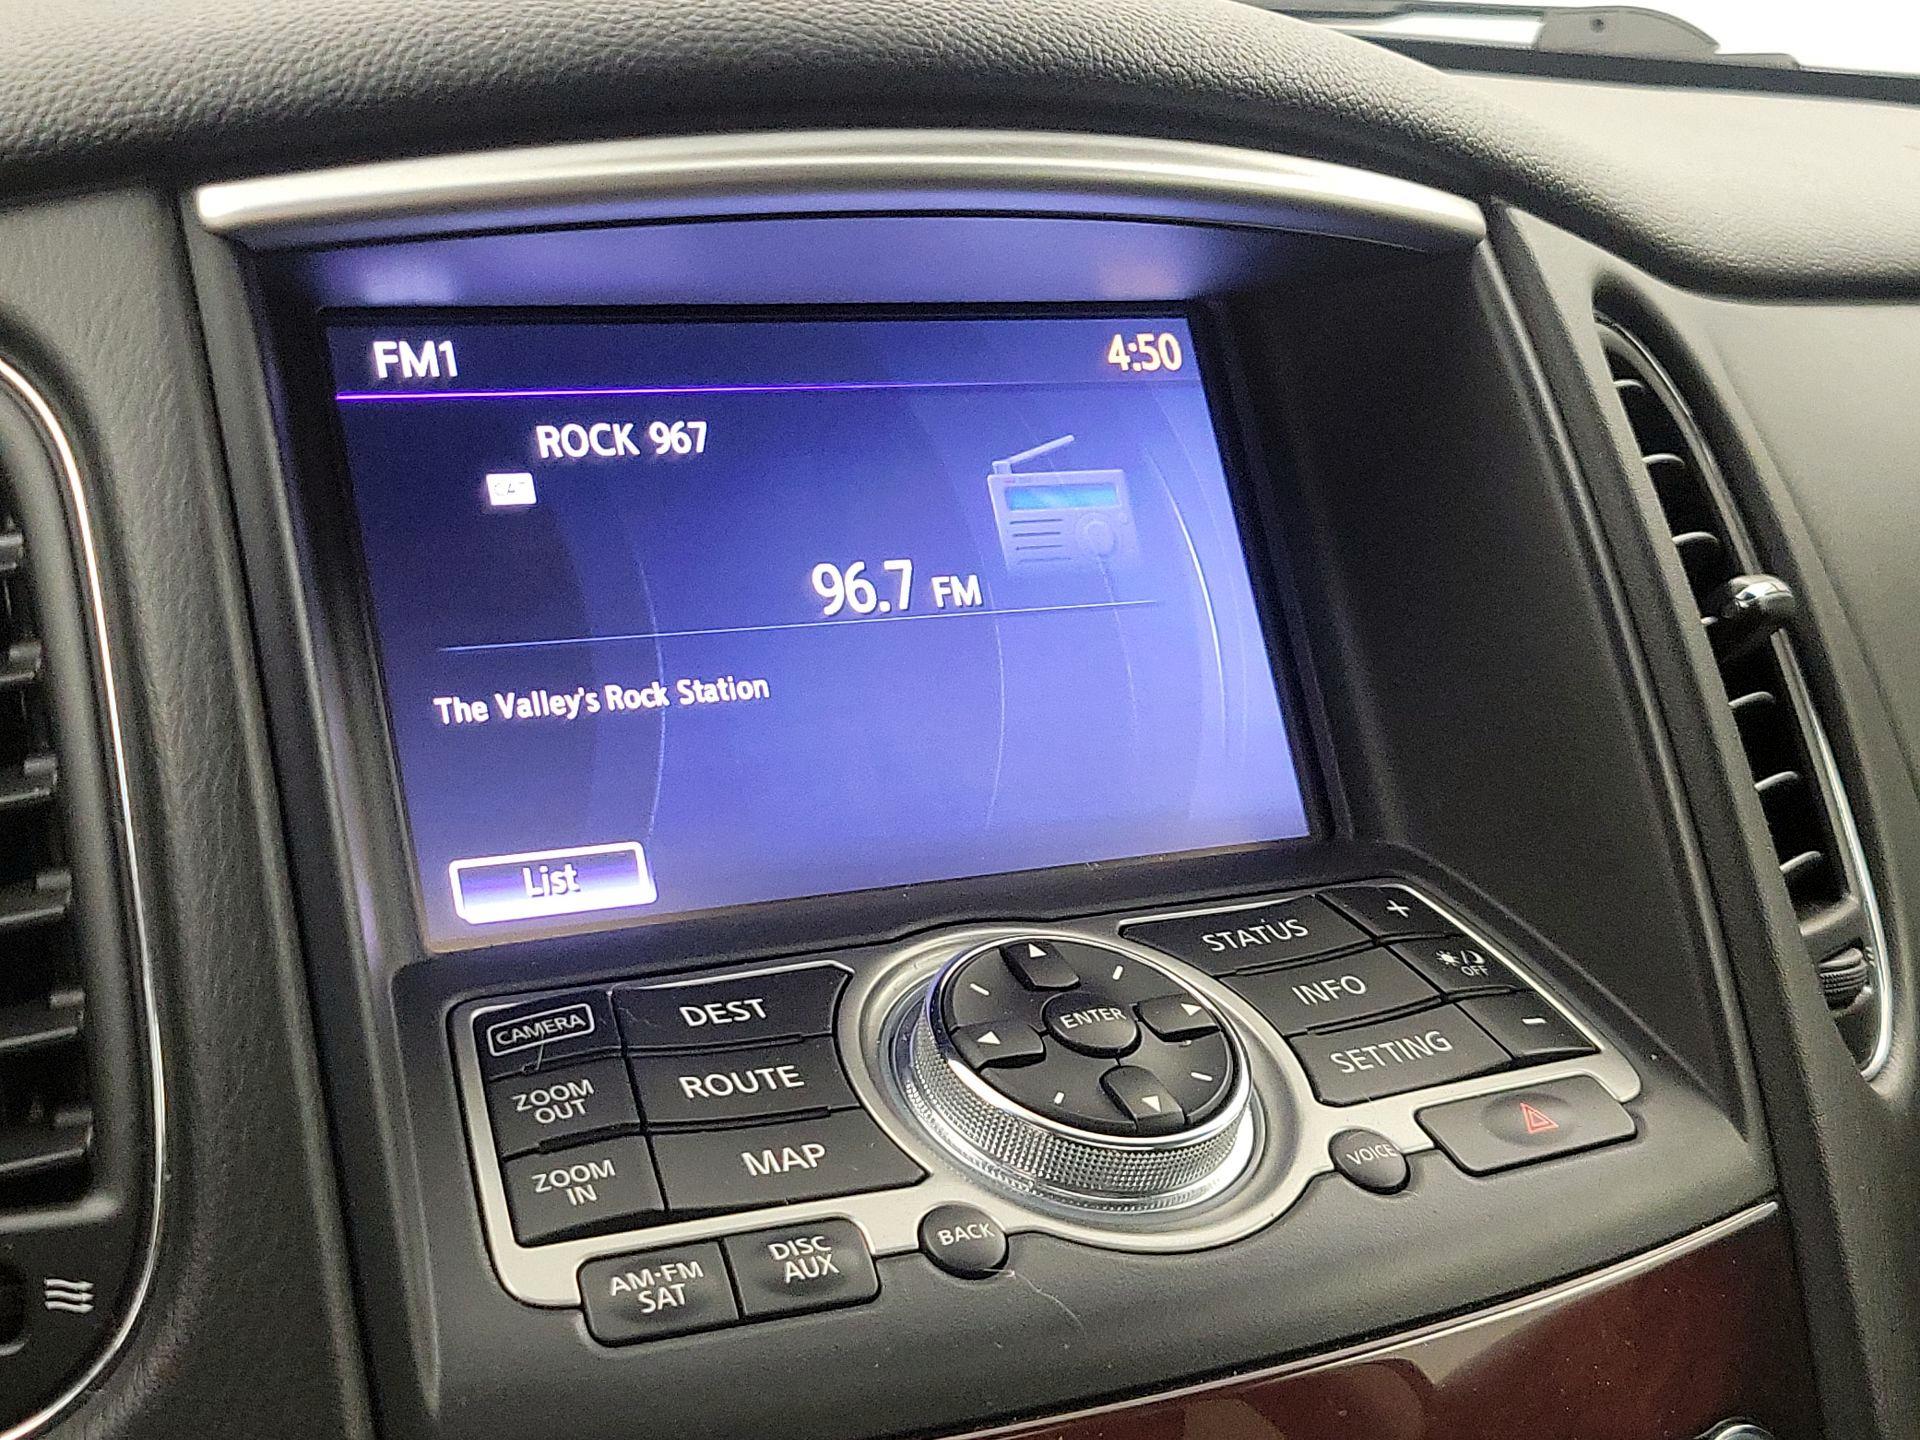 FM1
4:50
ROCK 967
CAT
96.7 FM
The Valley's Rock Station
List
CAMERA
DEST
ZOOM
OUT
ROUTE
ZOOM
IN
MAP
AM·FM
SAT
DISC
AUX
BACK
ENTER
STATUS
+
INFO
OFF
SETTING
-
VOICE